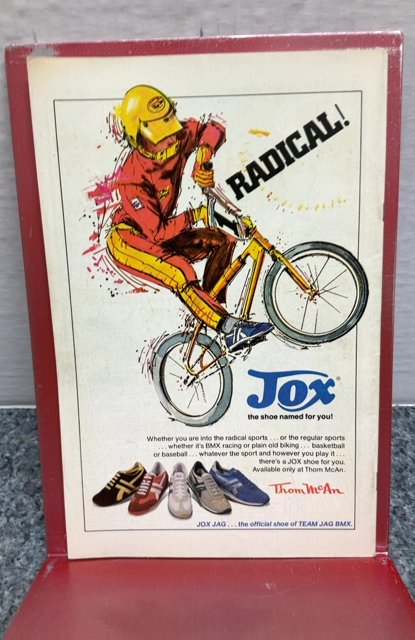 RADICAL!
JOX®
the shoe named for you!
Whether you are into the radical sports . . . or the regular sports
. . . whether it's BMX racing or plain old biking . . . basketball
or baseball . . . whatever the sport and however you play it . . .
there's a JOX shoe for you.
Available only at Thom McAn.
Thom McAn
JOX JAG . . . the official shoe of TEAM JAG BMX.